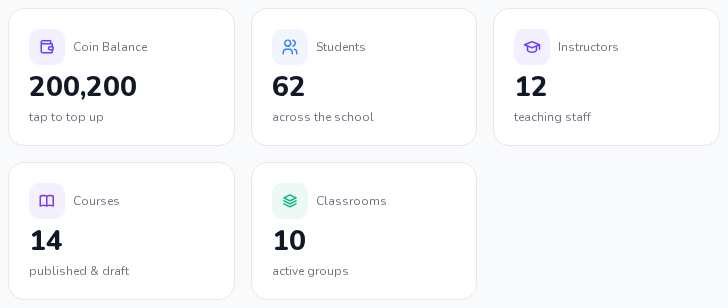 Coin Balance
200,200
tap to top up
Students
62
across the school
Instructors
12
teaching staff
Courses
14
published & draft
Classrooms
10
active groups